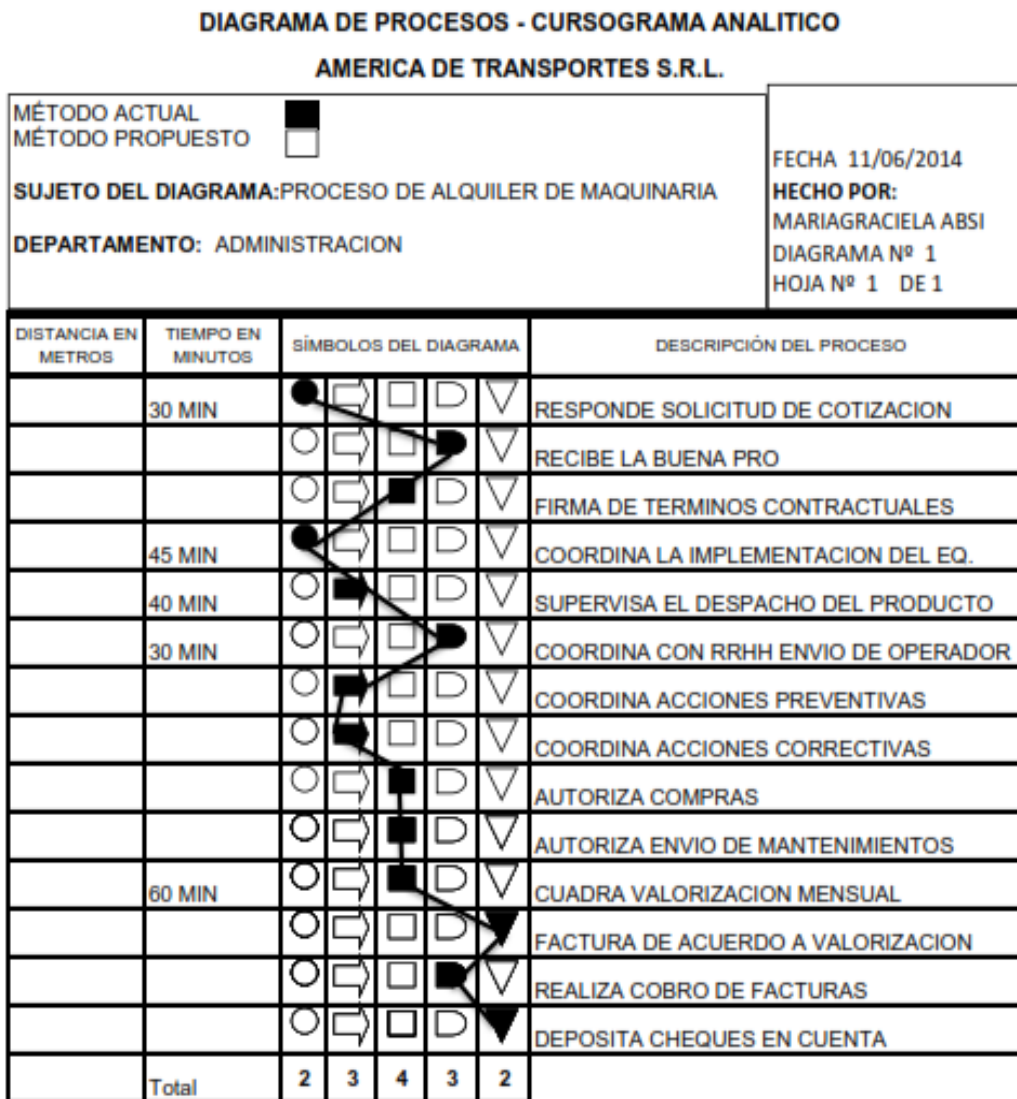 DIAGRAMA DE PROCESOS - CURSOGRAMA ANALITICO
AMERICA DE TRANSPORTES S.R.L.
MÉTODO ACTUAL
MÉTODO PROPUESTO
SUJETO DEL DIAGRAMA:PROCESO DE ALQUILER DE MAQUINARIA
DEPARTAMENTO: ADMINISTRACION
FECHA 11/06/2014
HECHO POR:
MARIAGRACIELA ABSI
DIAGRAMA Nº 1
HOJA Nº 1 DE 1
DISTANCIA EN METROS TIEMPO EN MINUTOS SÍMBOLOS DEL DIAGRAMA DESCRIPCIÓN DEL PROCESO
30 MIN RESPONDE SOLICITUD DE COTIZACION
RECIBE LA BUENA PRO
FIRMA DE TERMINOS CONTRACTUALES
45 MIN COORDINA LA IMPLEMENTACION DEL EQ.
40 MIN SUPERVISA EL DESPACHO DEL PRODUCTO
30 MIN COORDINA CON RRHH ENVIO DE OPERADOR
COORDINA ACCIONES PREVENTIVAS
COORDINA ACCIONES CORRECTIVAS
AUTORIZA COMPRAS
AUTORIZA ENVIO DE MANTENIMIENTOS
60 MIN CUADRA VALORIZACION MENSUAL
FACTURA DE ACUERDO A VALORIZACION
REALIZA COBRO DE FACTURAS
DEPOSITA CHEQUES EN CUENTA
Total 2 3 4 3 2